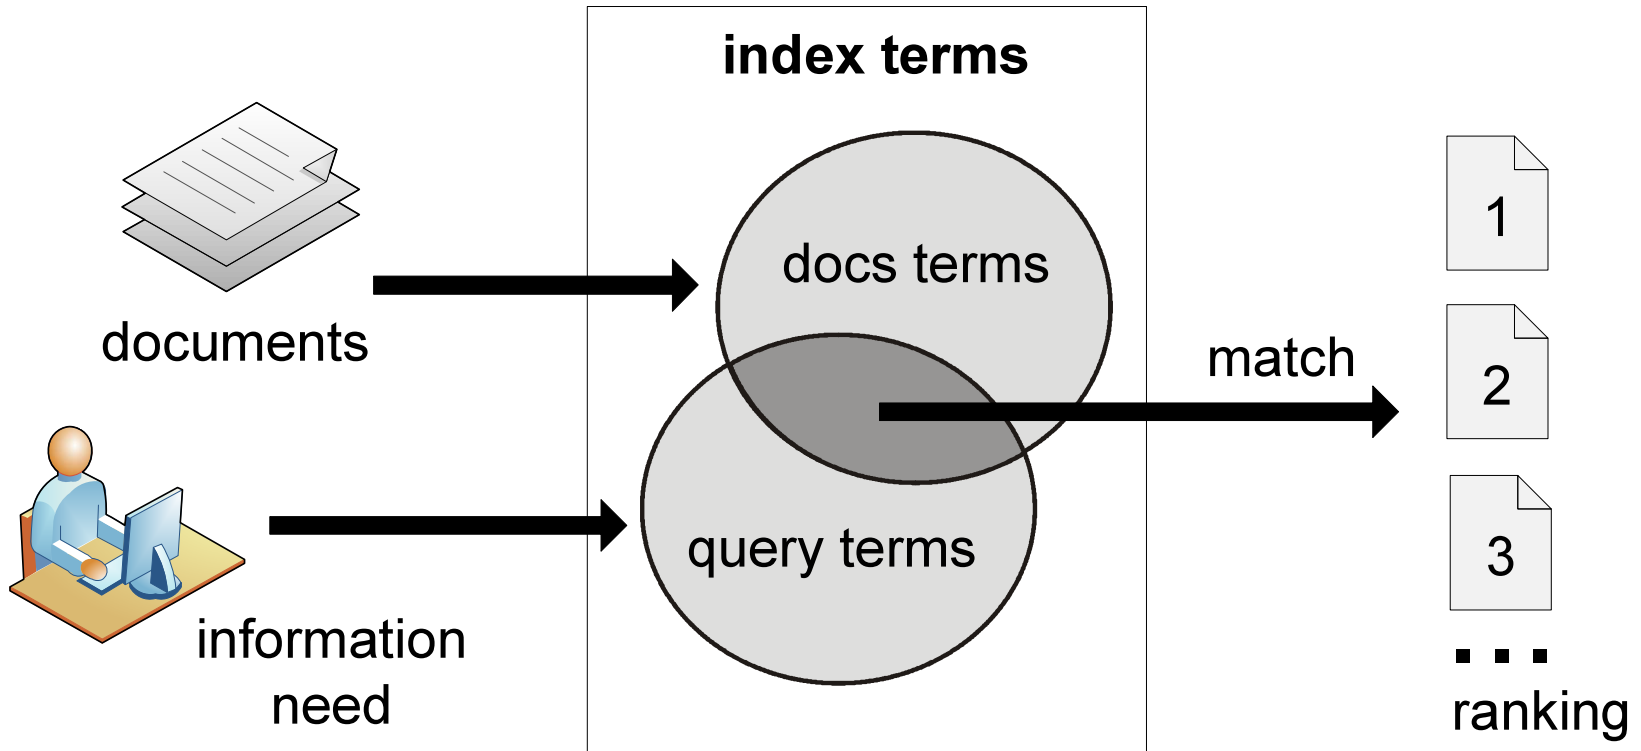 index terms
docs terms
documents
match
query terms
information
need
1
2
3
...
ranking